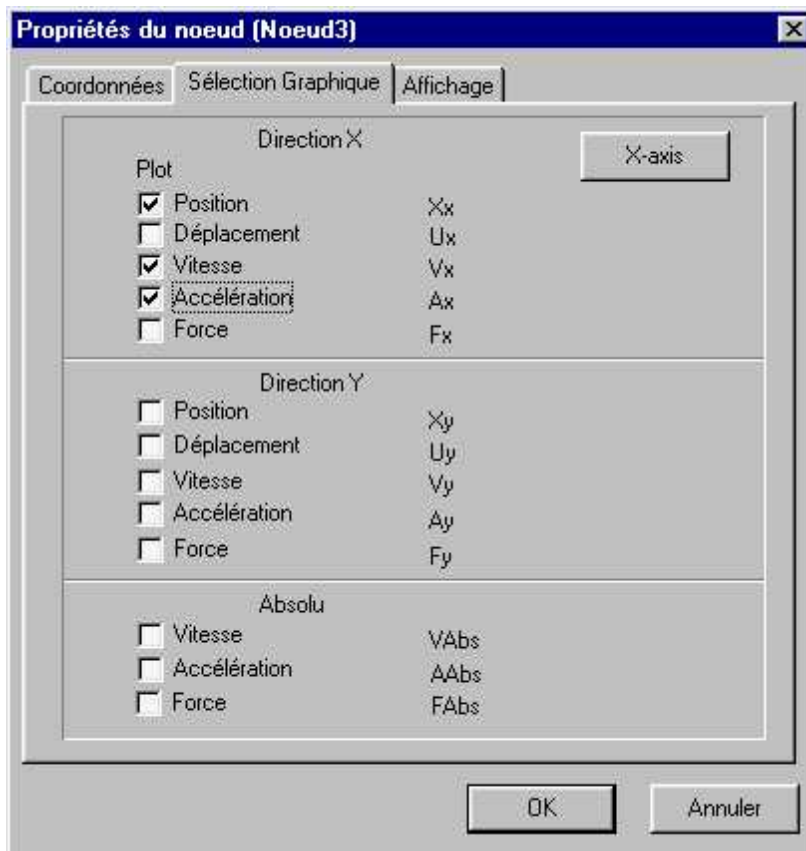 Propriétés du noeud (Noeud3)
Coordonnées Sélection Graphique Affichage
Direction X
X-axis
Plot
Position Xx
Déplacement Ux
Vitesse Vx
Accélération Ax
Force Fx
Direction Y
Position Xy
Déplacement Uy
Vitesse Vy
Accélération Ay
Force Fy
Absolu
Vitesse VAbs
Accélération AAbs
Force FAbs
OK Annuler